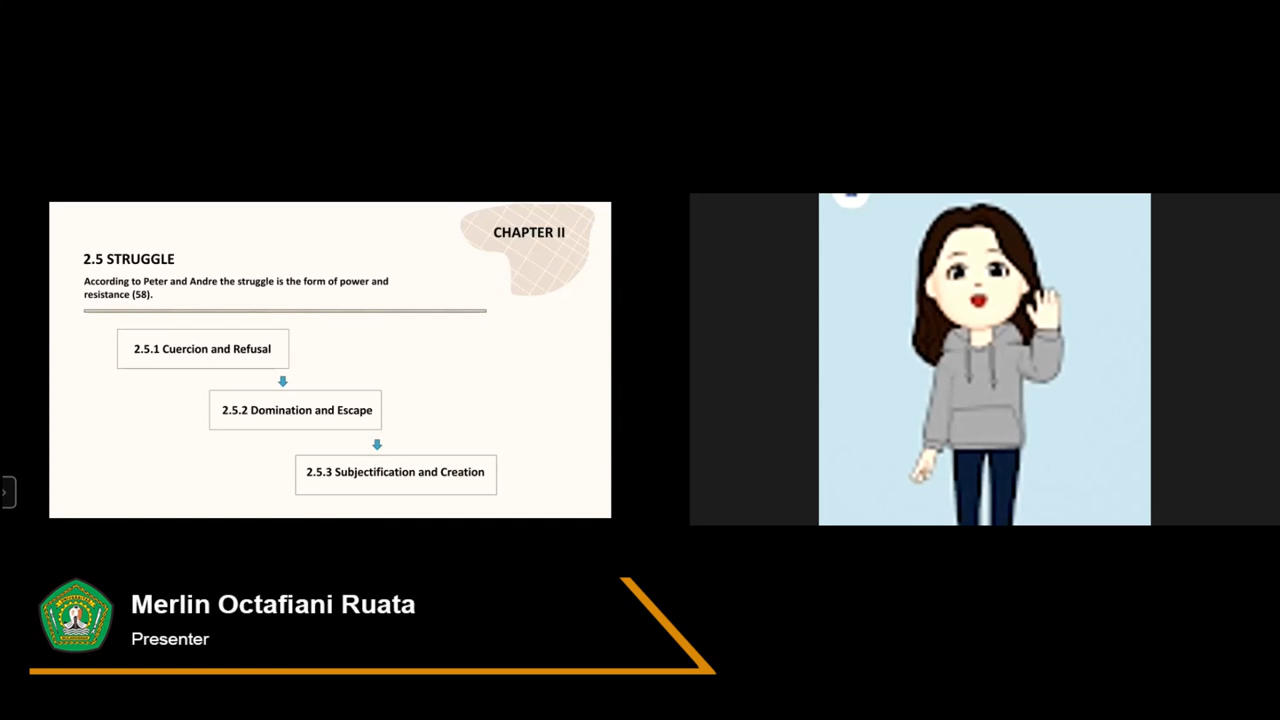 CHAPTER II
2.5 STRUGGLE
According to Peter and Andre the struggle is the form of power and
resistance (58).
2.5.1 Cuercion and Refusal
2.5.2 Domination and Escape
2.5.3 Subjectification and Creation
Merlin Octafiani Ruata
Presenter